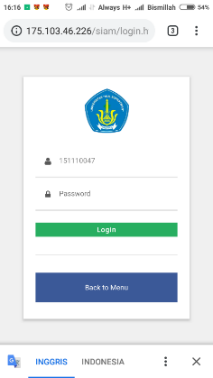 16:16 Always H+ Bismillah 54%
175.103.46.226/siam/login.h 3
151110047
Password
Login
Back to Menu
INGGRIS INDONESIA